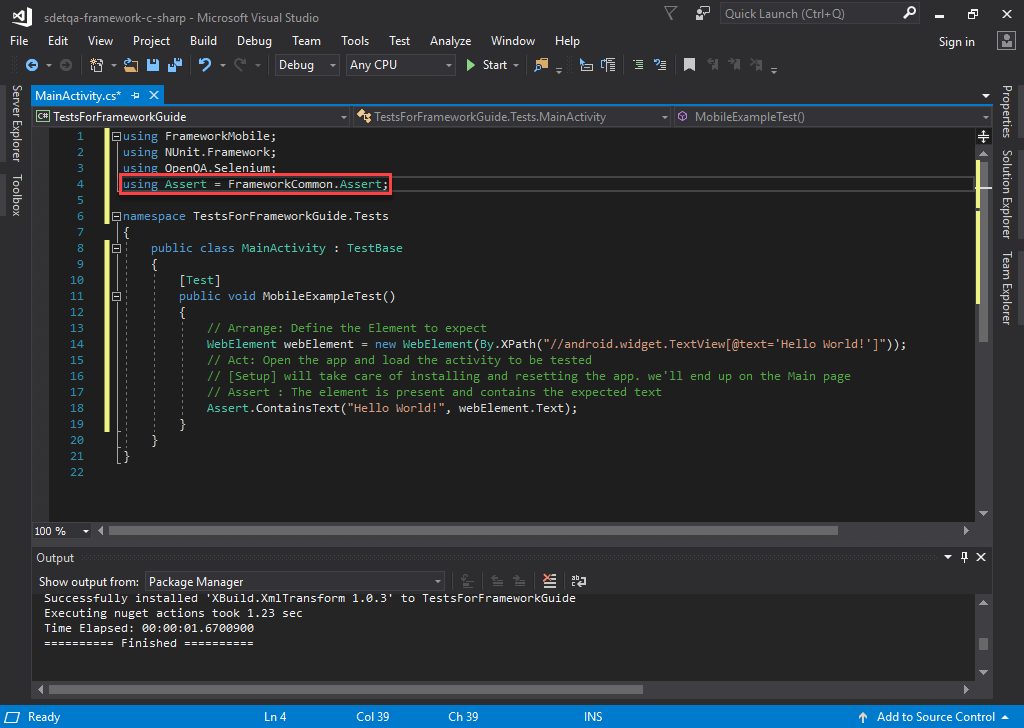 sdetqa-framework-c-sharp - Microsoft Visual Studio
Quick Launch (Ctrl+Q)
File Edit View Project Build Debug Team Tools Test Analyze Window Help
Sign in
Debug Any CPU Start
Server Explorer
Toolbox
MainActivity.cs*
C# TestsForFrameworkGuide TestsForFrameworkGuide.Tests.MainActivity MobileExampleTest()
1 using FrameworkMobile;
2 using NUnit.Framework;
3 using OpenQA.Selenium;
4 using Assert = FrameworkCommon.Assert;
5
6 namespace TestsForFrameworkGuide.Tests
7 {
8 public class MainActivity : TestBase
9 {
10 [Test]
11 public void MobileExampleTest()
12 {
13 // Arrange: Define the Element to expect
14 WebElement webElement = new WebElement(By.XPath("//android.widget.TextView[@text='Hello World!']"));
15 // Act: Open the app and load the activity to be tested
16 // [Setup] will take care of installing and resetting the app. we'll end up on the Main page
17 // Assert : The element is present and contains the expected text
18 Assert.ContainsText("Hello World!", webElement.Text);
19 }
20 }
21 }
22
100 %
Properties
Solution Explorer
Team Explorer
Output
Show output from: Package Manager
Successfully installed 'XBuild.XmlTransform 1.0.3' to TestsForFrameworkGuide
Executing nuget actions took 1.23 sec
Time Elapsed: 00:00:01.6700900
========== Finished ==========
Ready Ln 4 Col 39 Ch 39 INS Add to Source Control